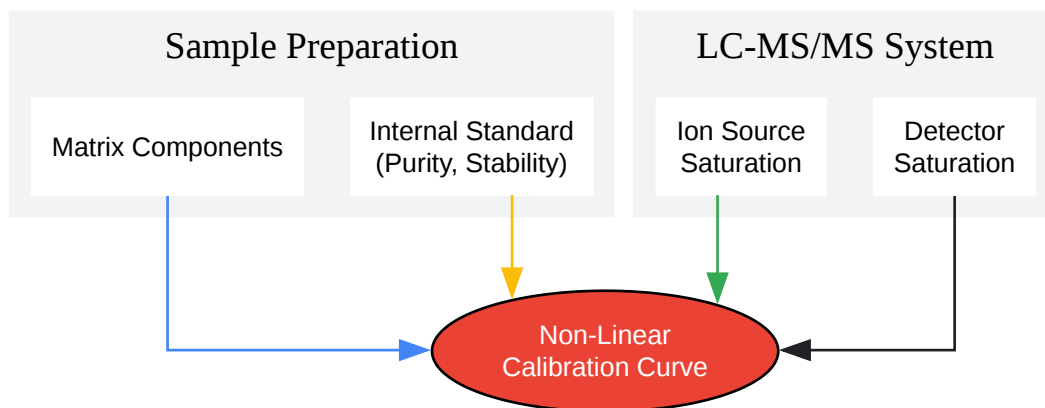 Sample Preparation
LC-MS/MS System
Matrix Components
Internal Standard
(Purity, Stability)
Ion Source
Saturation
Detector
Saturation
Non-Linear
Calibration Curve